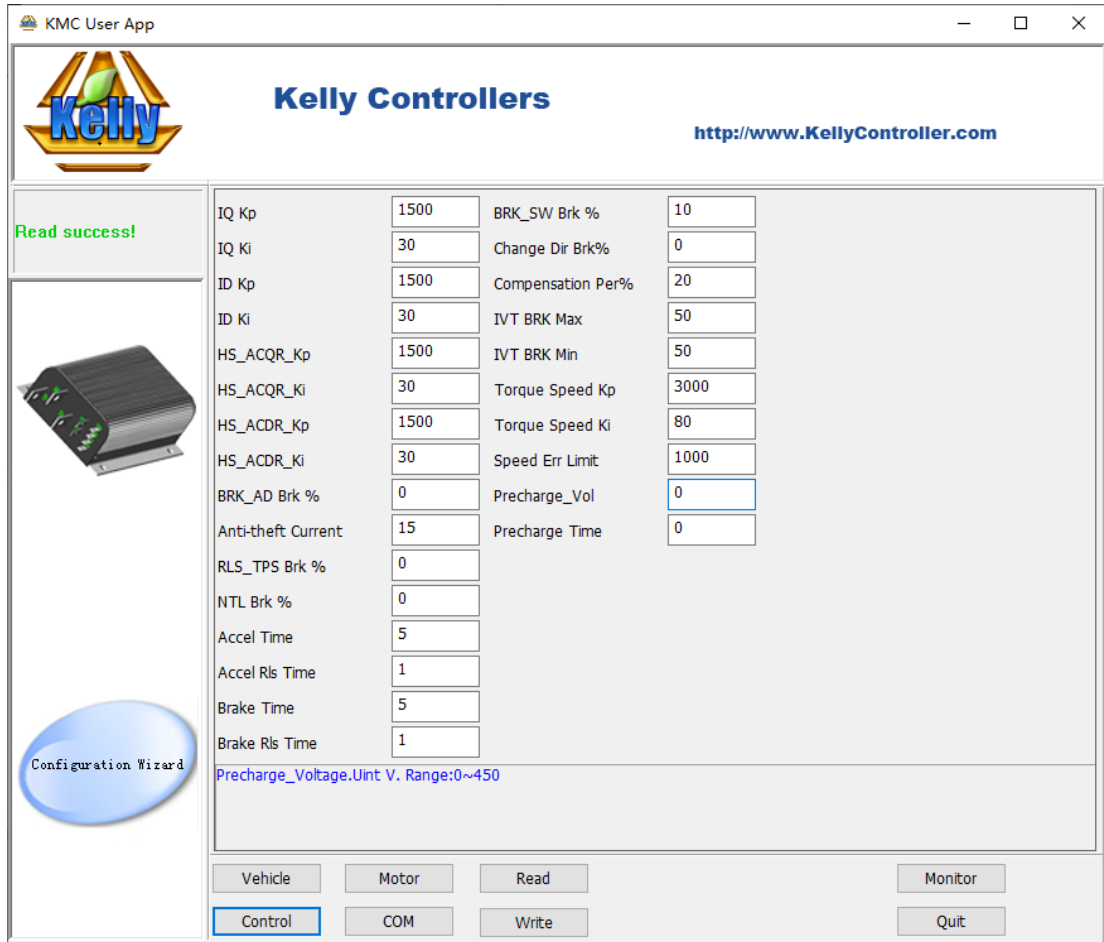 KMC User App
Kelly
Kelly Controllers
http://www.KellyController.com
Read success!
IQ Kp 1500 BRK_SW Brk % 10
IQ Ki 30 Change Dir Brk% 0
ID Kp 1500 Compensation Per% 20
ID Ki 30 IVT BRK Max 50
HS_ACQR_Kp 1500 IVT BRK Min 50
HS_ACQR_Ki 30 Torque Speed Kp 3000
HS_ACDR_Kp 1500 Torque Speed Ki 80
HS_ACDR_Ki 30 Speed Err Limit 1000
BRK_AD Brk % 0 Precharge_Vol 0
Anti-theft Current 15 Precharge Time 0
RLS_TPS Brk % 0
NTL Brk % 0
Accel Time 5
Accel Rls Time 1
Brake Time 5
Brake Rls Time 1
Configuration Wizard
Precharge_Voltage.Uint V. Range:0~450
Vehicle Motor Read Monitor
Control COM Write Quit